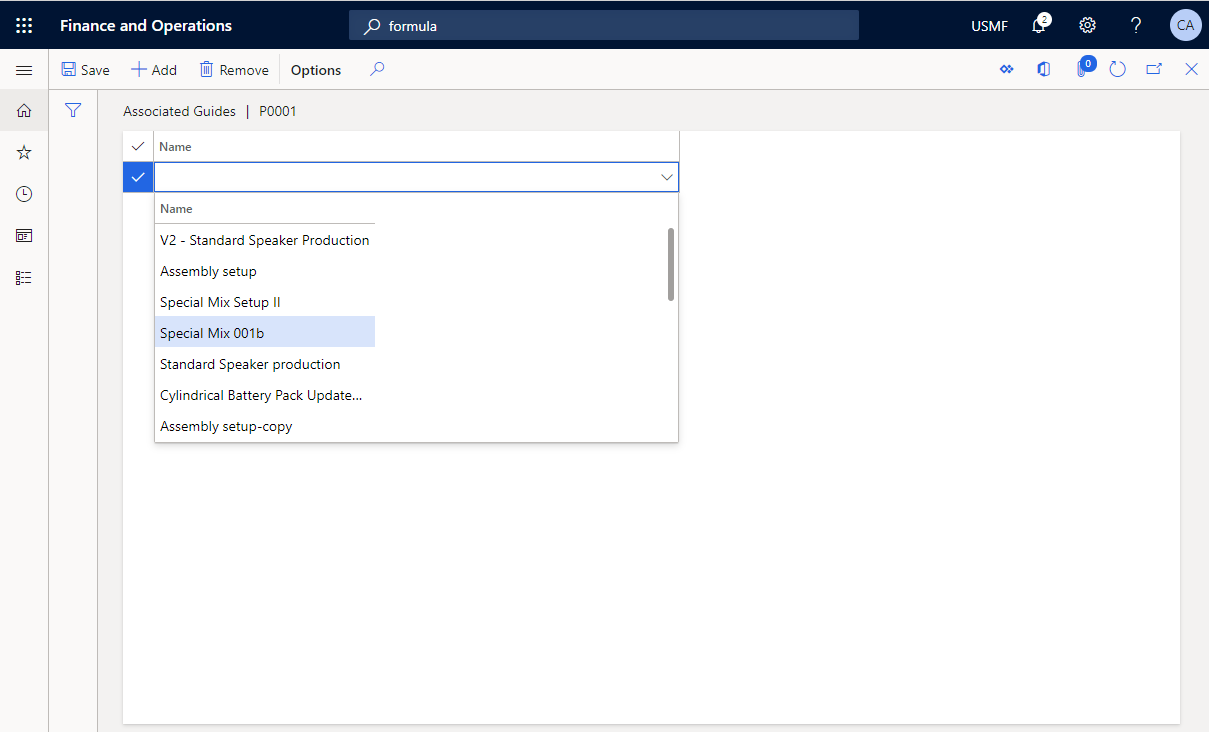 Finance and Operations
formula
USMF
2
?
CA
Save
Add
Remove
Options
0
Associated Guides | P0001
Name
Name
V2 - Standard Speaker Production
Assembly setup
Special Mix Setup II
Special Mix 001b
Standard Speaker production
Cylindrical Battery Pack Update...
Assembly setup-copy